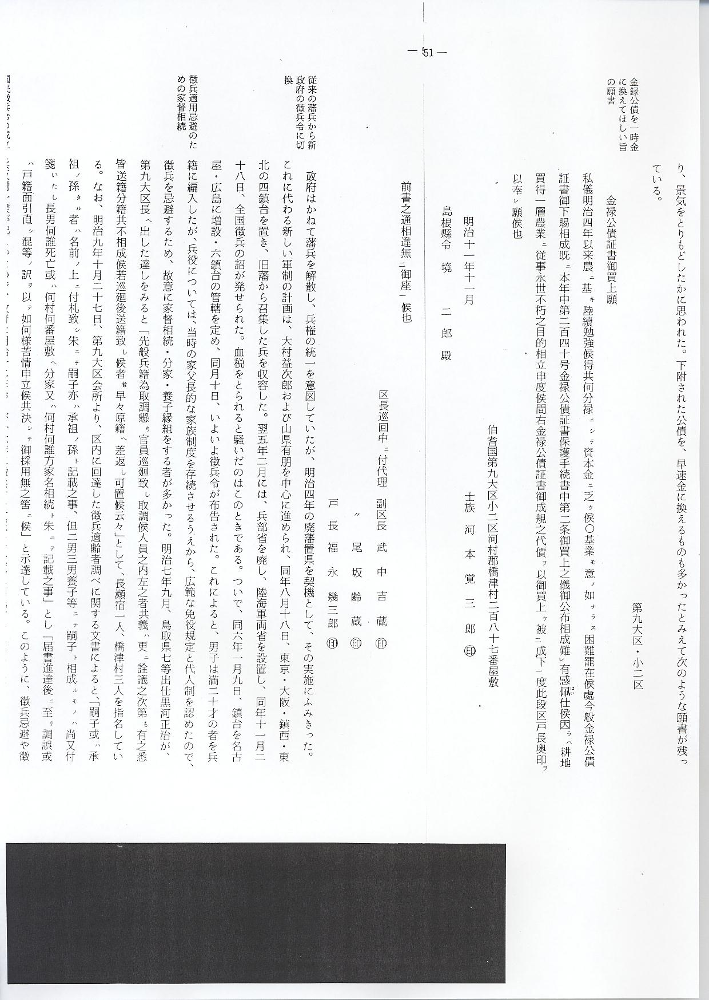 — 51 —
り、景気をとりもどしたかに思われた。下附された公債を、早速金に換えるものも多かったとみえて次のような願書が残っ
ている。
金録公債を一時金
に換えてほしい旨
の願書
第九大区・小二区
金禄公債証書御買上願
私儀明治四年以来農ニ基キ陸續勉強候得共何分禄ニシテ資本金ニ乏ク候〇基業モ意ノ如ナラス困難罷在候處今般金禄公債
証書御下賜相成既ニ本年中第二百四十号金禄公債証書保護手続書中第二条御買上之儀御公布相成難レ有感佩はい仕候因ラハ耕地
買得一層農業ニ従事永世不朽之目的相立申度候間右金禄公債証書御成規之代價ヲ以御買上ケ被ニ成下一度此段区戸長奥印ヲ
以奉レ願候也
伯耆国第九大区小二区河村郡橋津村二百八十七番屋敷
士族 河本覚三郎 ㊞
明治十一年十一月
島根縣令 境 二郎殿
前書之通相違無ニ御座一候也
区長巡回中ニ付代理 副区長 武中吉蔵 ㊞
〃 尾坂齢蔵 ㊞
戸長 福永幾三郎 ㊞
従来の藩兵から新
政府の徴兵令に切
換
政府はかねて藩兵を解散し、兵権の統一を意図していたが、明治四年の廃藩置県を契機として、その実施にふみきった。
これに代わる新しい軍制の計画は、大村益次郎および山県有朋を中心に進められ、同年八月十八日、東京・大阪・鎮西・東
北の四鎮台を置き、旧藩から召集した兵を収容した。翌五年二月には、兵部省を廃し、陸海軍両省を設置し、同年十一月二
十八日、全国徴兵の詔が発せられた。血税をとられると騒いだのはこのときである。ついで、同六年一月九日、鎮台を名古
屋・広島に増設・六鎮台の管轄を定め、同月十日、いよいよ徴兵令が布告された。これによると、男子は満二十才の者を兵
徴兵適用忌避のた
めの家督相続
籍に編入したが、兵役については、当時の家父長的な家族制度を存続させるうえから、広範な免役規定と代人制を認めたので、
徴兵を忌避するため、故意に家督相続・分家・養子縁組をする者が多かった。明治七年九月、鳥取県七等出仕黒河正治が、
第九大区長ヘ出した達しをみると「先般兵籍為取調懸り官員巡廻致し取調候人員之内左之者共義ハ更ニ詮議之次第も有之悉
皆送籍分籍共不相成候若巡廻後送籍致し候者者早々原籍ヘ差返し可置候云々」として、長瀬宿一人、橋津村三人を指名してい
る。なお、明治九年十月二十七日、第九大区会所より、区内に回達した徴兵適齢者調べに関する文書によると、「嗣子或ハ承
祖ノ孫タル者ハ名前ノ上ニ付札致シ朱ニテ嗣子亦ハ承祖ノ孫ト記載之事、但二男三男養子等ニテ嗣子ト相成ルモノハ尚又付
箋いたし長男何誰死亡或ハ何村何番屋敷ヘ分家又ハ何村何誰方家名相続ト朱ニテ記載之事」とし「届書進達後ニ至リ調誤或
ハ戸籍面引直シ混等ノ訳ヲ以テ如何様苦情申立候共決シテ御採用無之筈ニ候」と示達している。このように、徴兵忌避や徴